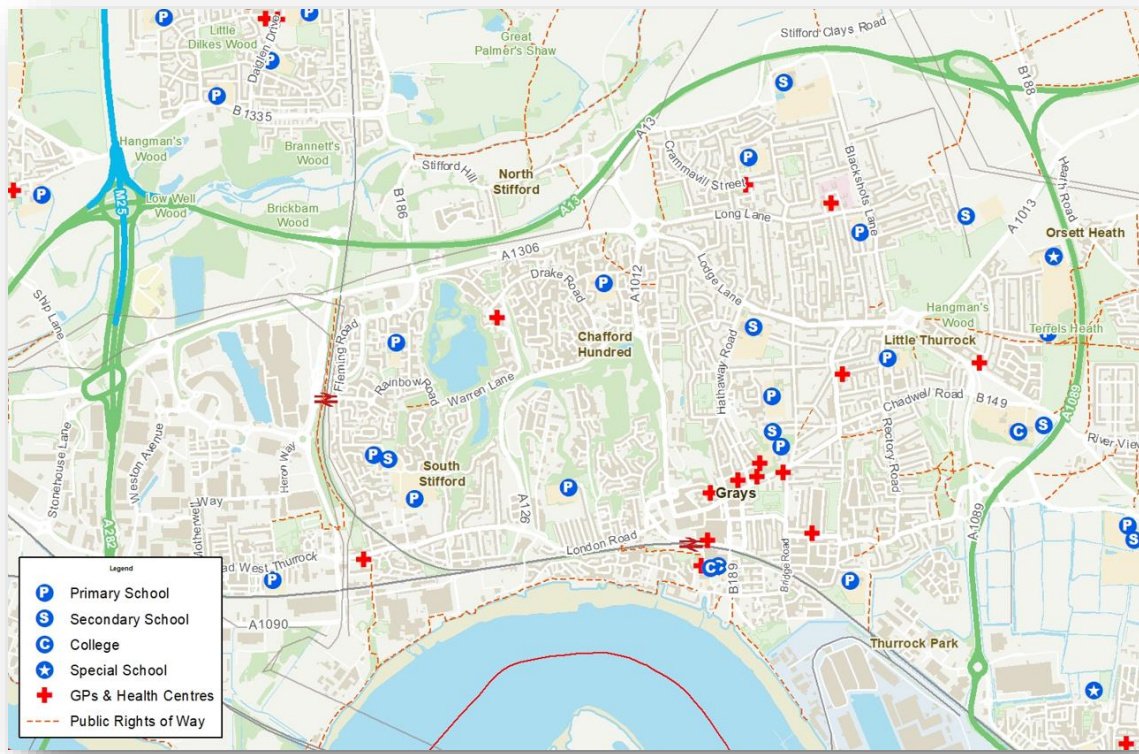 Little
Dilkes Wood
Daiglen Drive
Great
Palmer's Shaw
Stifford Clays Road
B 1335
B188
A13
Hangman's
Wood
Brannett's
Wood
Stifford Hill
North
Stifford
Crammavill Street
Blackshots Lane
Heath Road
M25
Low Well
Wood
Brickbarn
Wood
B186
A13
Long Lane
A1013
Orsett Heath
A1306
Drake Road
A1012
Lodge Lane
Ship Lane
Hangman's
Wood
Terrels Heath
Fleming Road
Chafford
Hundred
Little Thurrock
Rainbow Road
Warren Lane
Hathaway Road
Chadwell Road
B149
A1089
Stonehouse Lane
Weston Avenue
Heron Way
Rectory Road
River View
South
Stifford
Grays
Motherwell Way
A126
A282
London Road
A1089
West Thurrock
B189
Bridge Road
A1090
Thurrock Park
Legend
P Primary School
S Secondary School
C College
Special School
GPs & Health Centres
Public Rights of Way